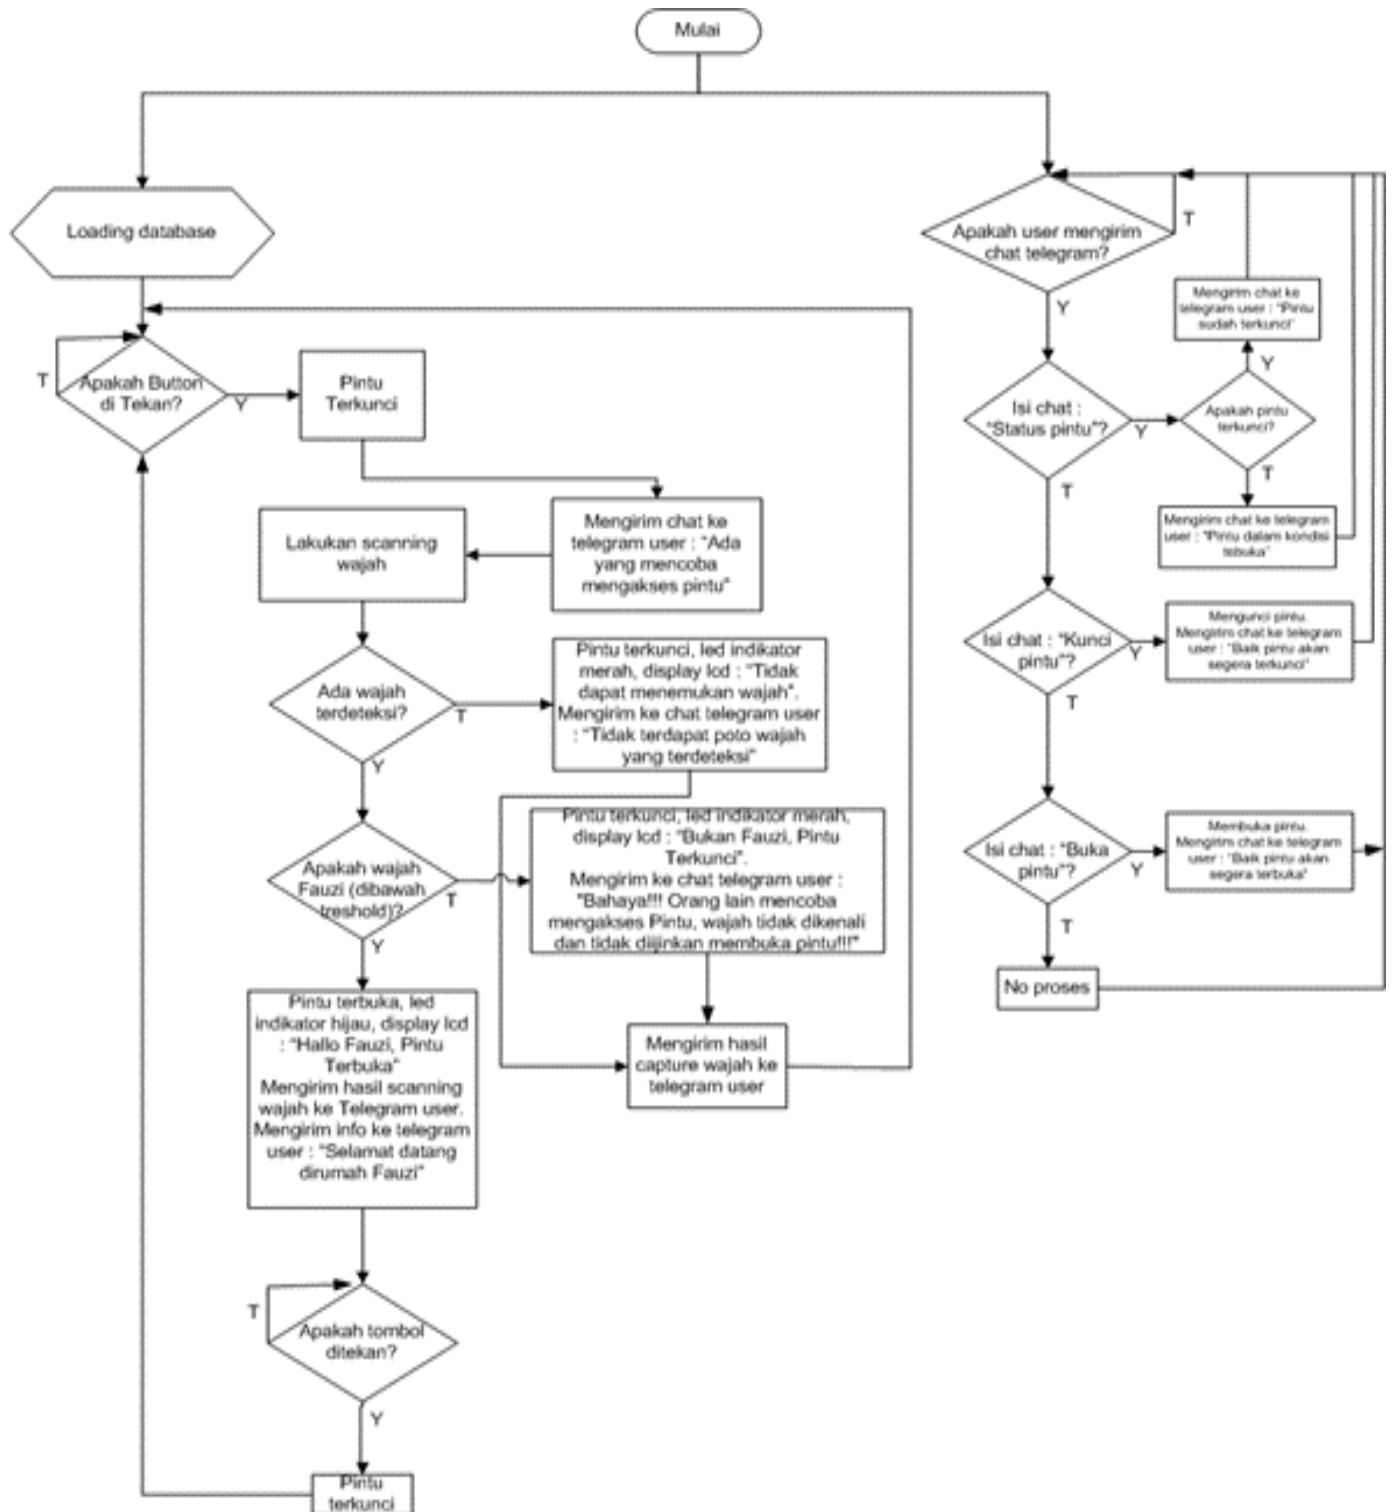 Mulai
Loading database
Apakah Button
di Tekan?
T
Y
Pintu
Terkunci
Mengirim chat ke
telegram user : "Ada
yang mencoba
mengakses pintu"
Lakukan scanning
wajah
Ada wajah
terdeteksi?
T
Y
Pintu terkunci, led indikator
merah, display lcd : "Tidak
dapat menemukan wajah".
Mengirim ke chat telegram user
: "Tidak terdapat poto wajah
yang terdeteksi"
Apakah wajah
Fauzi (dibawah
treshold)?
T
Y
Pintu terkunci, led indikator merah,
display lcd : "Bukan Fauzi, Pintu
Terkunci".
Mengirim ke chat telegram user :
"Bahaya!!! Orang lain mencoba
mengakses Pintu, wajah tidak dikenali
dan tidak diijinkan membuka pintu!!!"
Mengirim hasil
capture wajah ke
telegram user
Pintu terbuka, led
indikator hijau, display lcd
: "Hallo Fauzi, Pintu
Terbuka"
Mengirim hasil scanning
wajah ke Telegram user.
Mengirim info ke telegram
user : "Selamat datang
dirumah Fauzi"
Apakah tombol
ditekan?
T
Y
Pintu
terkunci
Apakah user mengirim
chat telegram?
T
Y
Isi chat :
"Status pintu"?
Y
T
Apakah pintu
terkunci?
Y
T
Mengirim chat ke
telegram user : "Pintu
sudah terkunci"
Mengirim chat ke telegram
user : "Pintu dalam kondisi
tebuka"
Isi chat : "Kunci
pintu"?
Y
T
Mengunci pintu.
Mengirim chat ke telegram
user : "Baik pintu akan
segera terkunci"
Isi chat : "Buka
pintu"?
Y
T
Membuka pintu.
Mengirim chat ke telegram
user : "Baik pintu akan
segera terbuka"
No proses